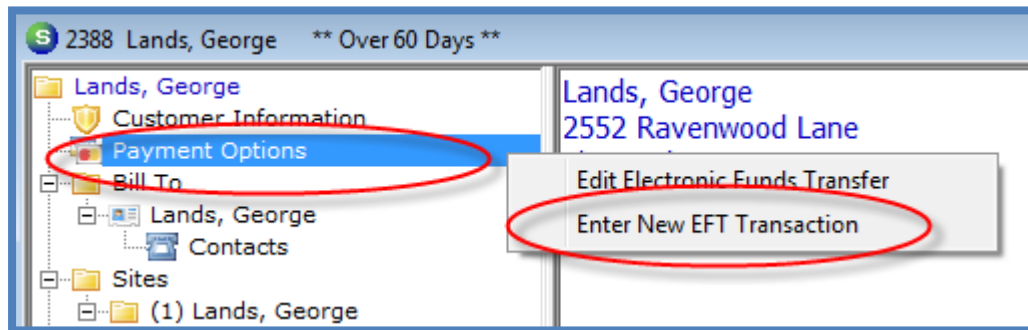 S 2388 Lands, George ** Over 60 Days **
Lands, George
Customer Information
Payment Options
Bill To
Lands, George
Contacts
Sites
(1) Lands, George
Lands, George
2552 Ravenwood Lane
Edit Electronic Funds Transfer
Enter New EFT Transaction